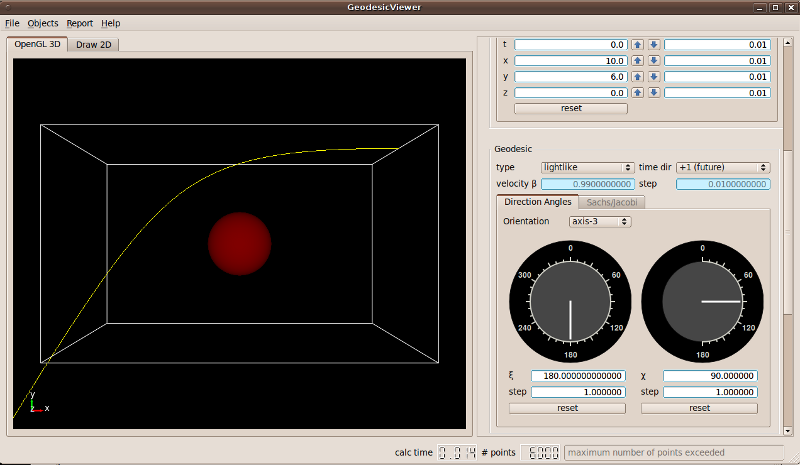 GeodesicViewer
File Objects Report Help
OpenGL 3D Draw 2D
t 0.0 0.01
x 10.0 0.01
y 6.0 0.01
z 0.0 0.01
reset
Geodesic
type lightlike time dir +1 (future)
velocity β 0.9900000000 step 0.0100000000
Direction Angles Sachs/Jacobi
Orientation axis-3
0 60 120 180 240 300
0 60 120 180
ξ 180.000000000000 χ 90.000000
step 1.000000 step 1.000000
reset reset
y
z x
calc time 0.014 # points 6000 maximum number of points exceeded